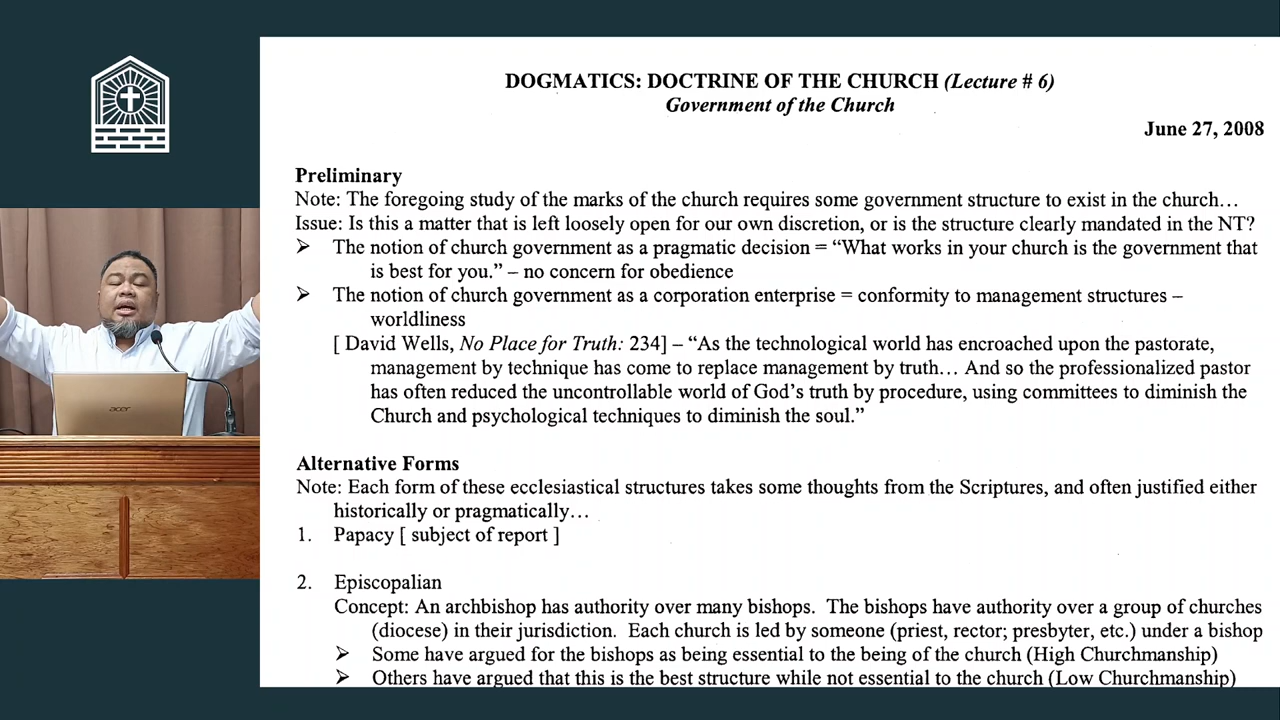 DOGMATICS: DOCTRINE OF THE CHURCH (Lecture # 6)
Government of the Church
June 27, 2008
Preliminary
Note: The foregoing study of the marks of the church requires some government structure to exist in the church…
Issue: Is this a matter that is left loosely open for our own discretion, or is the structure clearly mandated in the NT?
➢ The notion of church government as a pragmatic decision = “What works in your church is the government that
is best for you.” – no concern for obedience
➢ The notion of church government as a corporation enterprise = conformity to management structures –
worldliness
[ David Wells, No Place for Truth: 234] – “As the technological world has encroached upon the pastorate,
management by technique has come to replace management by truth… And so the professionalized pastor
has often reduced the uncontrollable world of God’s truth by procedure, using committees to diminish the
Church and psychological techniques to diminish the soul.”
Alternative Forms
Note: Each form of these ecclesiastical structures takes some thoughts from the Scriptures, and often justified either
historically or pragmatically…
1. Papacy [ subject of report ]
2. Episcopalian
Concept: An archbishop has authority over many bishops. The bishops have authority over a group of churches
(diocese) in their jurisdiction. Each church is led by someone (priest, rector; presbyter, etc.) under a bishop
➢ Some have argued for the bishops as being essential to the being of the church (High Churchmanship)
➢ Others have argued that this is the best structure while not essential to the church (Low Churchmanship)
acer